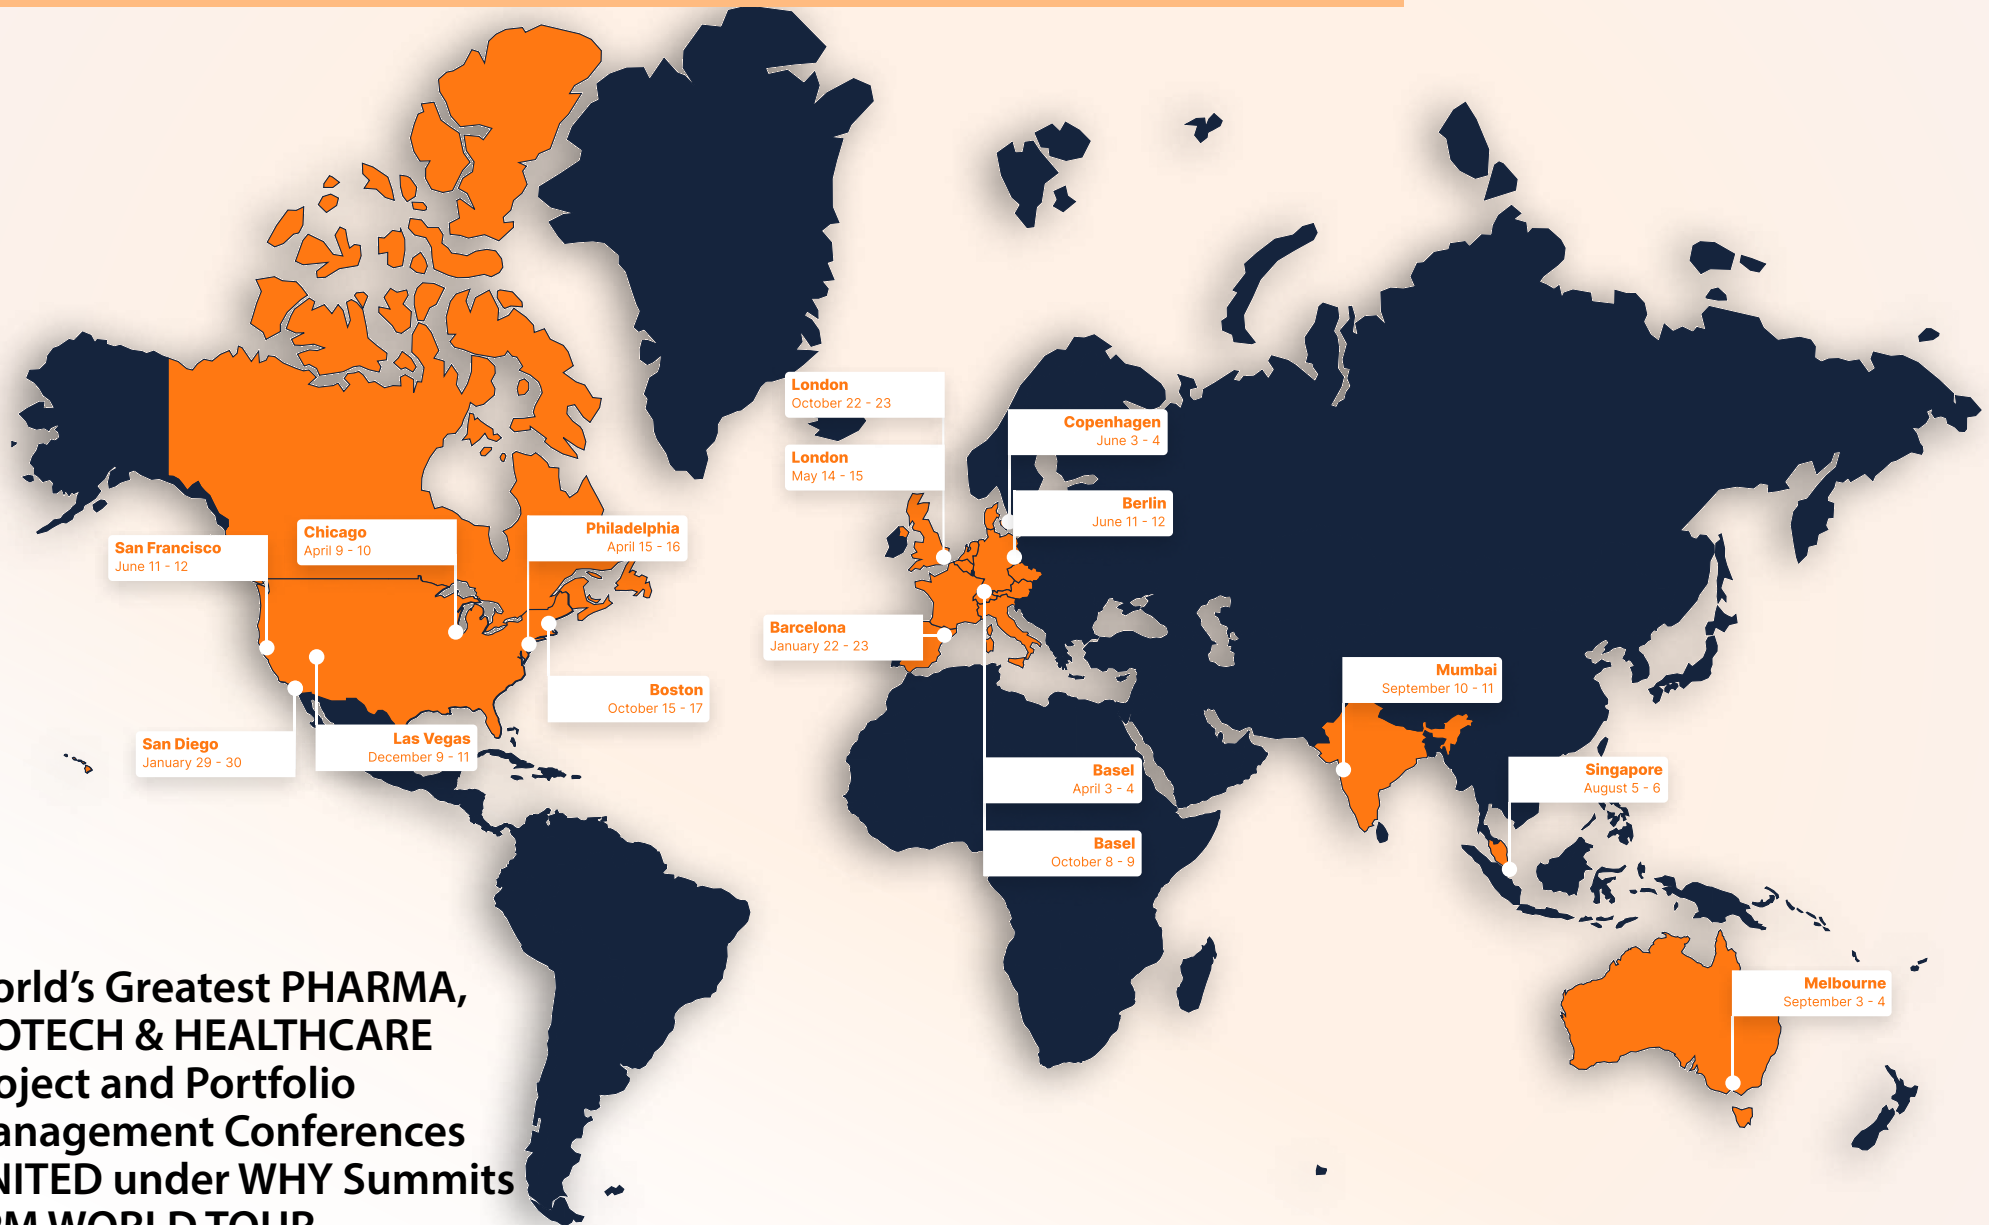 London
October 22 - 23
London
May 14 - 15
Copenhagen
June 3 - 4
Berlin
June 11 - 12
San Francisco
June 11 - 12
Chicago
April 9 - 10
Philadelphia
April 15 - 16
Barcelona
January 22 - 23
Boston
October 15 - 17
San Diego
January 29 - 30
Las Vegas
December 9 - 11
Mumbai
September 10 - 11
Basel
April 3 - 4
Basel
October 8 - 9
Singapore
August 5 - 6
Melbourne
September 3 - 4
orld's Greatest PHARMA,
OTECH & HEALTHCARE
oject and Portfolio
anagement Conferences
NITED under WHY Summits
WORLD TOUR